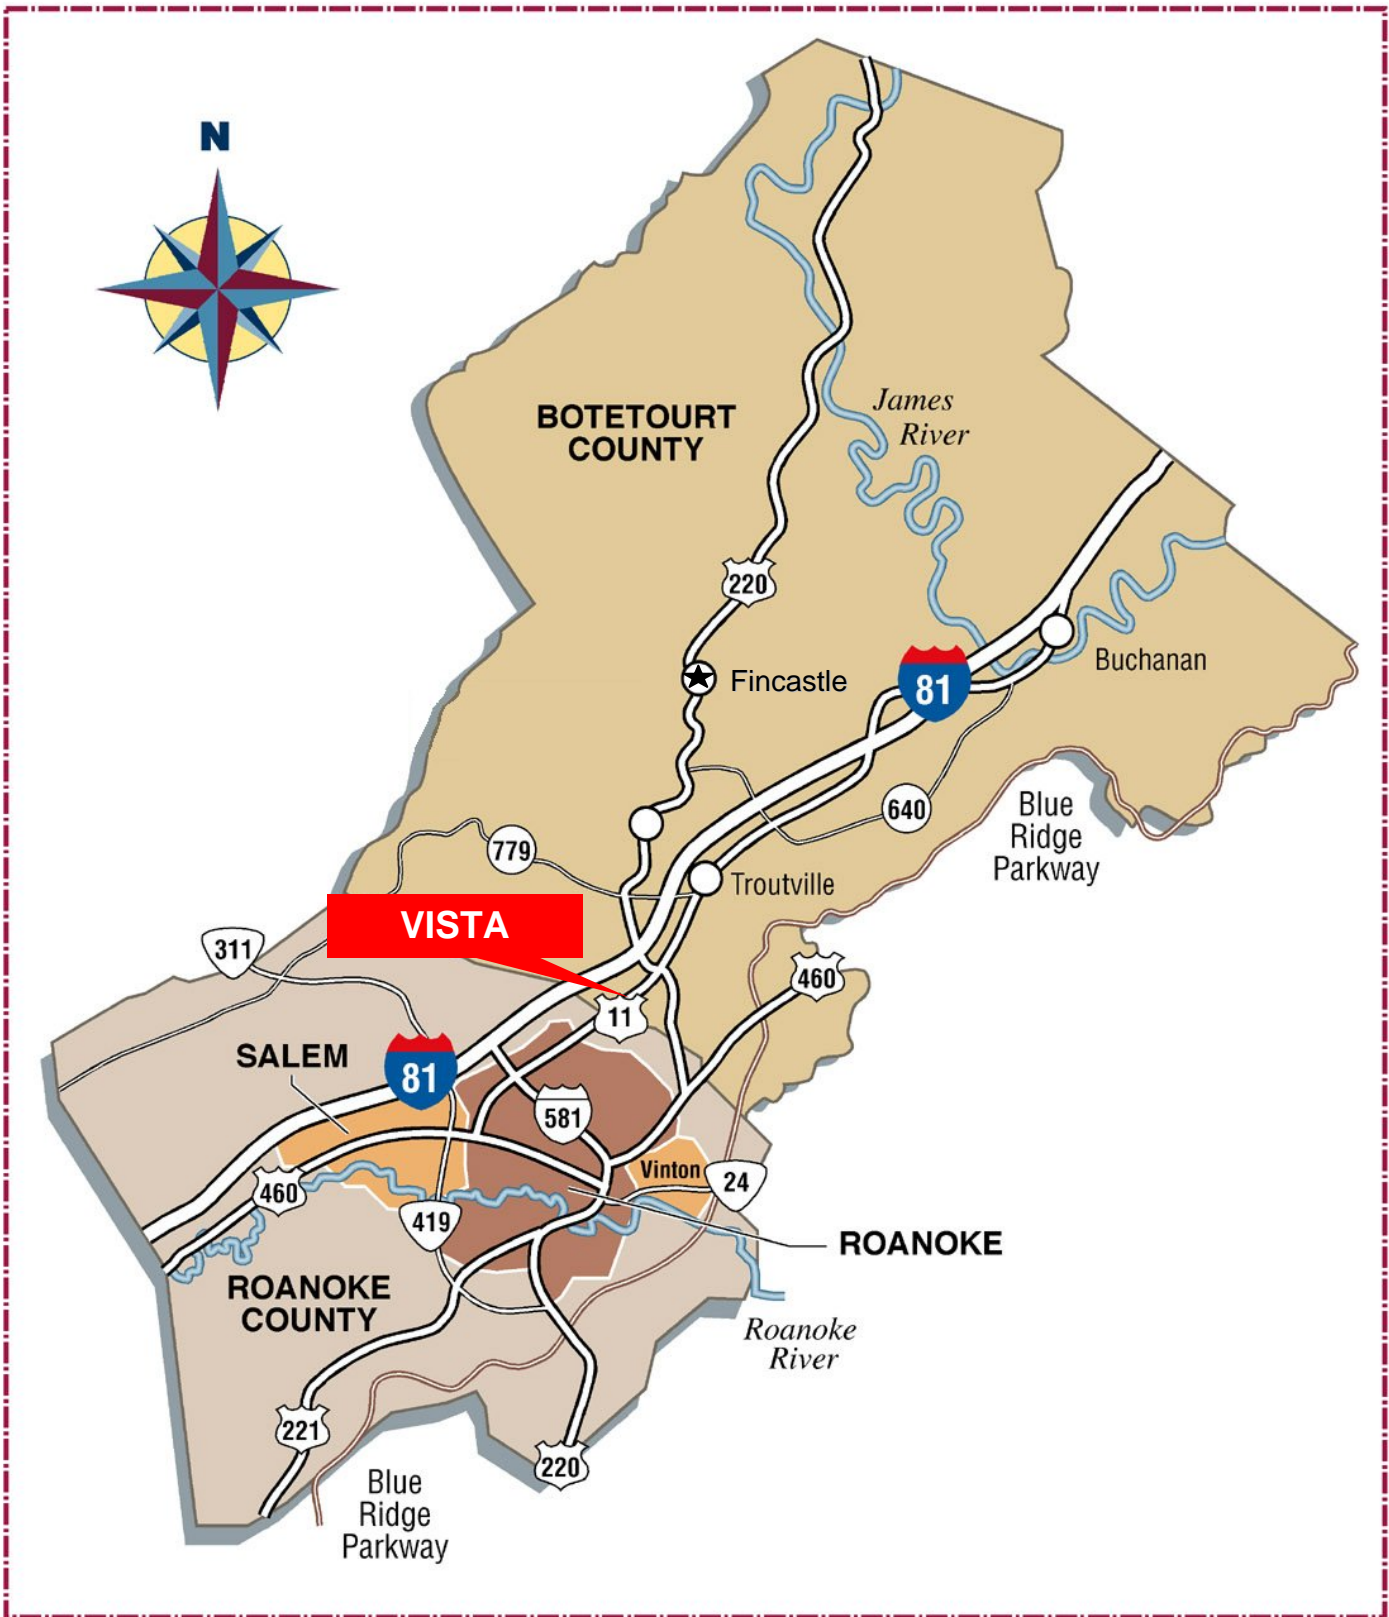 N
BOTETOURT
COUNTY
James
River
220
Fincastle
81
Buchanan
640
Blue
Ridge
Parkway
779
Troutville
VISTA
311
460
11
SALEM
81
581
Vinton
24
460
419
ROANOKE
ROANOKE
COUNTY
Roanoke
River
221
220
Blue
Ridge
Parkway